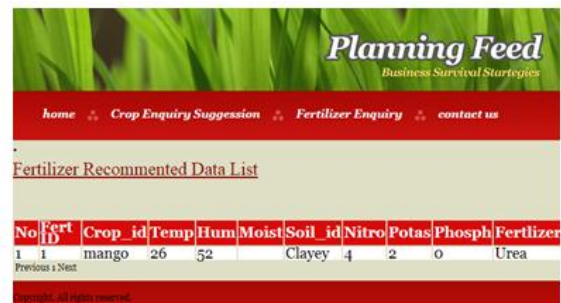 Planning Feed
Business Survival Startegies
home Crop Enquiry Suggession Fertilizer Enquiry contact us
Fertilizer Recommented Data List
No Fert ID Crop_id Temp Hum Moist Soil_id Nitro Potas Phosph Fertlizer
1 1 mango 26 52 Clayey 4 2 0 Urea
Previous 1 Next
Copyright. All rights reserved.